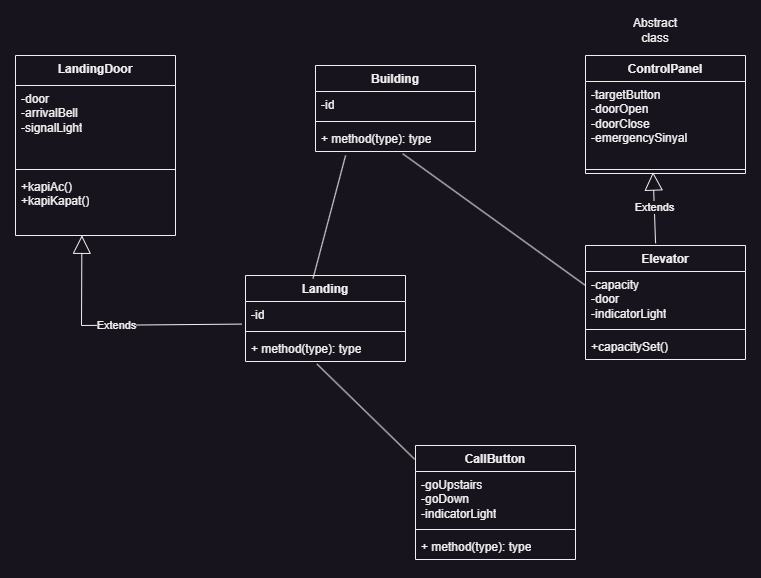 Abstract
class
LandingDoor
-door
-arrivalBell
-signalLight
+kapiAc()
+kapiKapat()
Building
-id
+ method(type): type
ControlPanel
-targetButton
-doorOpen
-doorClose
-emergencySinyal
Extends
Elevator
-capacity
-door
-indicatorLight
+capacitySet()
Landing
-id
+ method(type): type
Extends
CallButton
-goUpstairs
-goDown
-indicatorLight
+ method(type): type